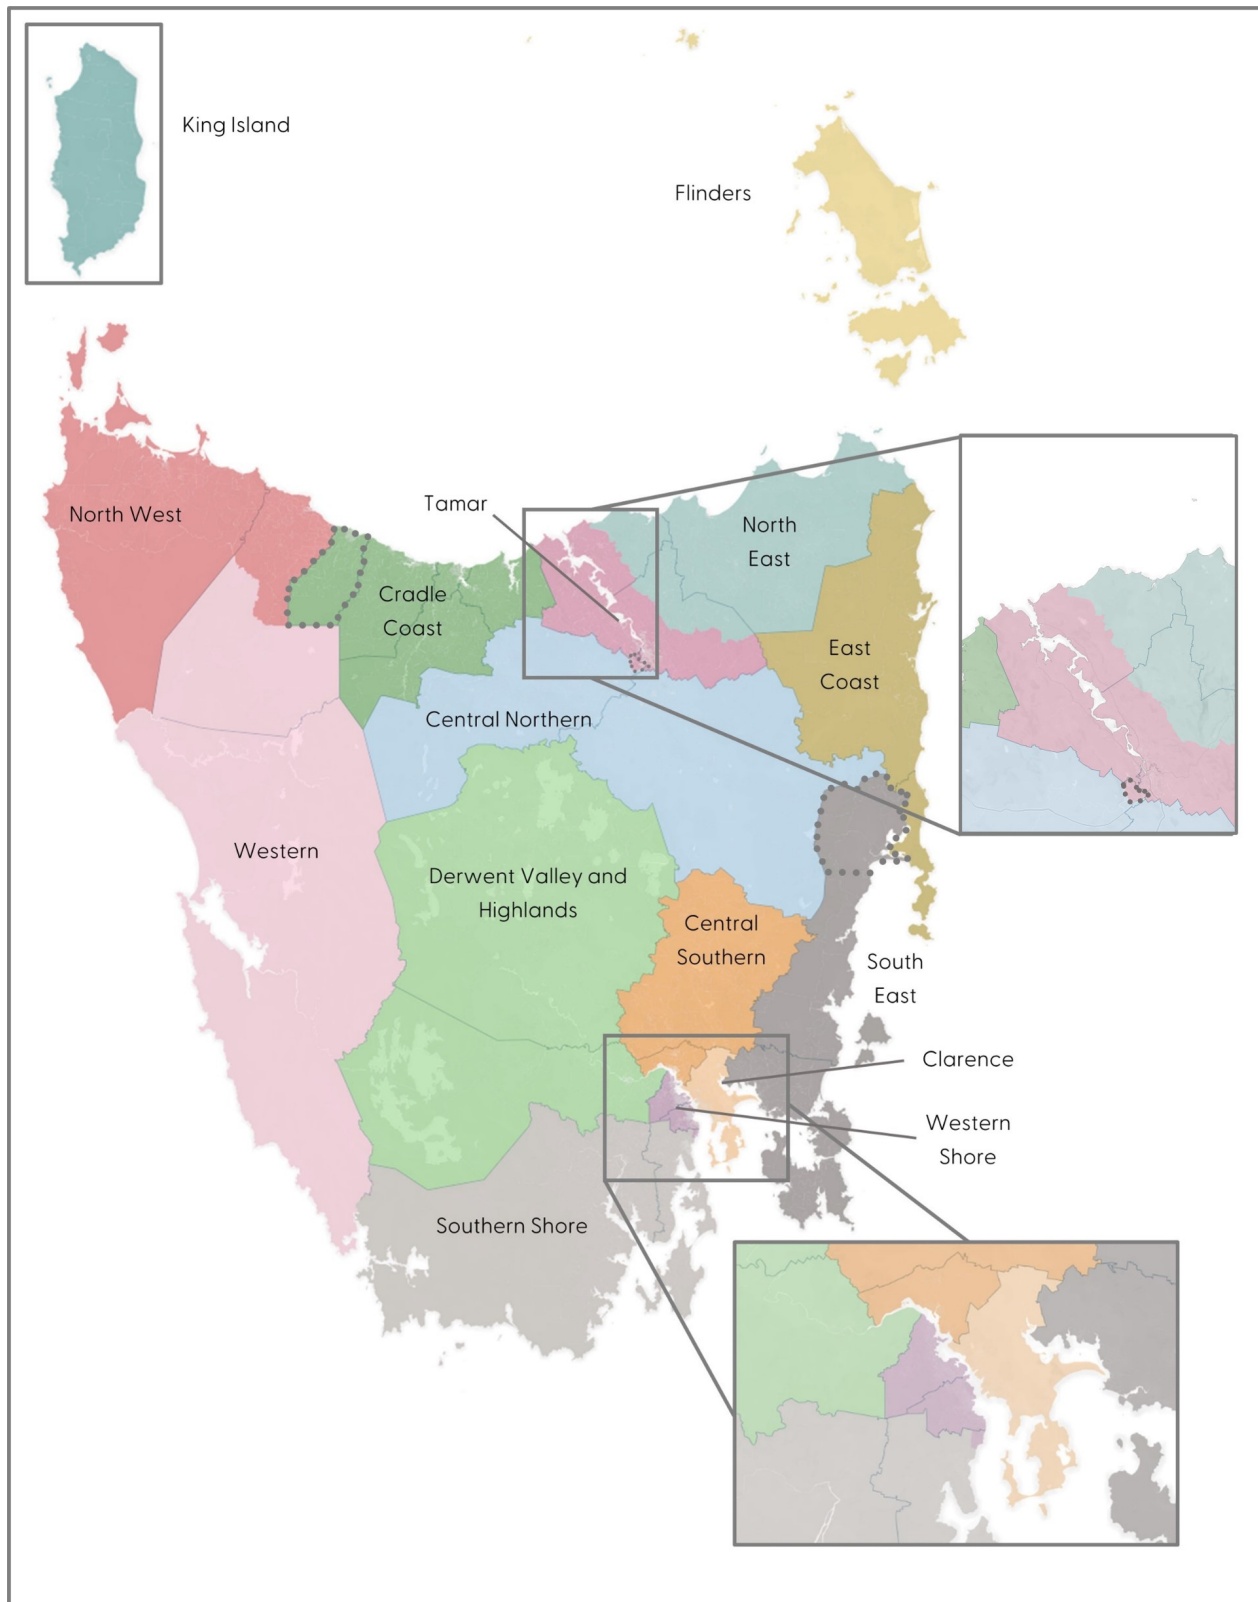 King Island
Flinders
Tamar
North West
North
East
Cradle
Coast
East
Coast
Central Northern
Western
Derwent Valley and
Highlands
Central
Southern
South
East
Clarence
Western
Shore
Southern Shore